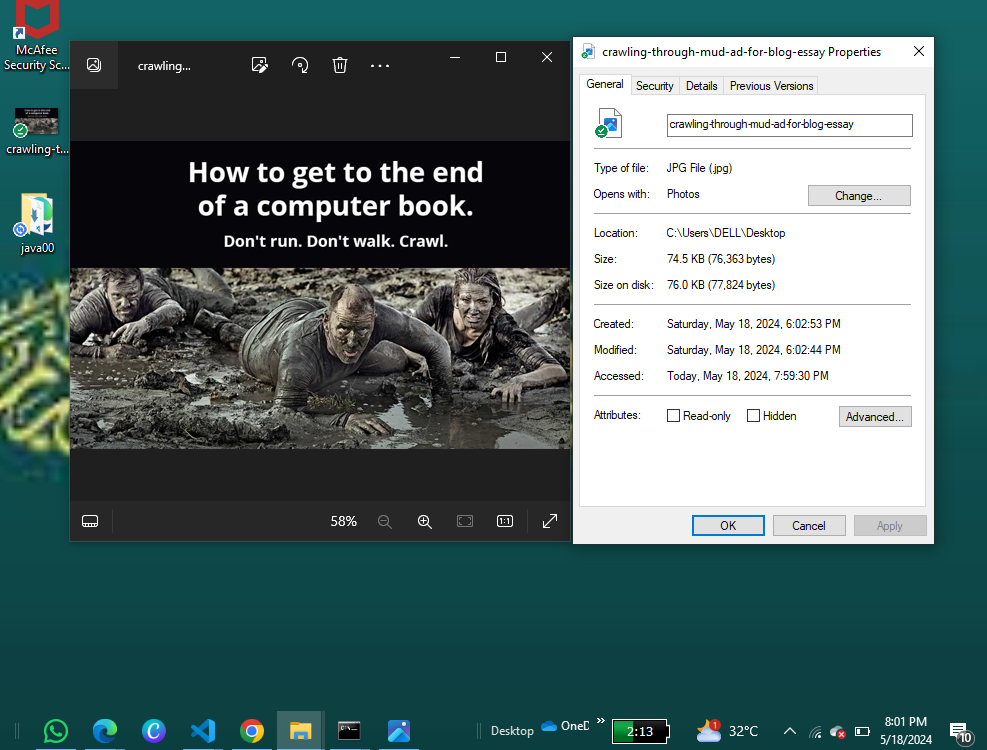 McAfee
Security Sc...
crawling-t...
java00
crawling...
How to get to the end
of a computer book.
Don't run. Don't walk. Crawl.
58%
1:1
crawling-through-mud-ad-for-blog-essay Properties
General
Security
Details
Previous Versions
crawling-through-mud-ad-for-blog-essay
Type of file:
JPG File (.jpg)
Opens with:
Photos
Change...
Location:
C:\Users\DELL\Desktop
Size:
74.5 KB (76,363 bytes)
Size on disk:
76.0 KB (77,824 bytes)
Created:
Saturday, May 18, 2024, 6:02:53 PM
Modified:
Saturday, May 18, 2024, 6:02:44 PM
Accessed:
Today, May 18, 2024, 7:59:30 PM
Attributes:
Read-only
Hidden
Advanced...
OK
Cancel
Apply
Desktop
OneD
»
2:13
1
32°C
8:01 PM
5/18/2024
10